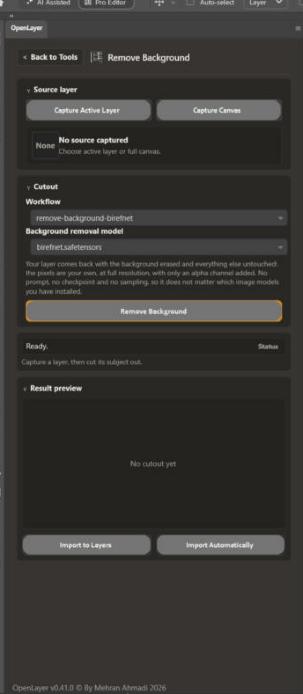 AI Assisted
Pro Editor
Auto-select
Layer
OpenLayer
< Back to Tools
Remove Background
Source layer
Capture Active Layer
Capture Canvas
None
No source captured
Choose active layer or full canvas.
Cutout
Workflow
remove-background-birefnet
Background removal model
birefnet.safetensors
Your layer comes back with the background erased and everything else untouched:
the pixels are your own, at full resolution, with only an alpha channel added. No
prompt, no checkpoint and no sampling, so it does not matter which image models
you have installed.
Remove Background
Ready.
Status
Capture a layer, then cut its subject out.
Result preview
No cutout yet
Import to Layers
Import Automatically
OpenLayer v0.41.0 © By Mehran Ahmadi 2026